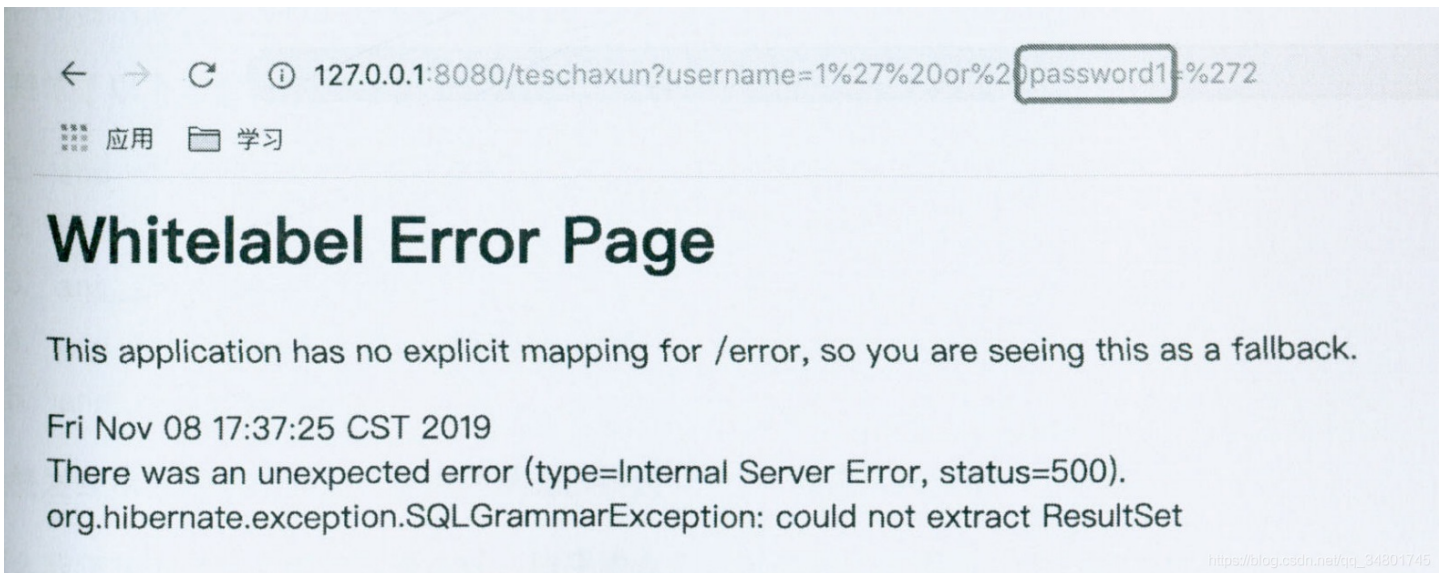 127.0.0.1:8080/teschaxun?username=1%27%20or%20password1=%272
应用 学习
Whitelabel Error Page
This application has no explicit mapping for /error, so you are seeing this as a fallback.
Fri Nov 08 17:37:25 CST 2019
There was an unexpected error (type=Internal Server Error, status=500).
org.hibernate.exception.SQLGrammarException: could not extract ResultSet
https://blog.csdn.net/qq_34801745